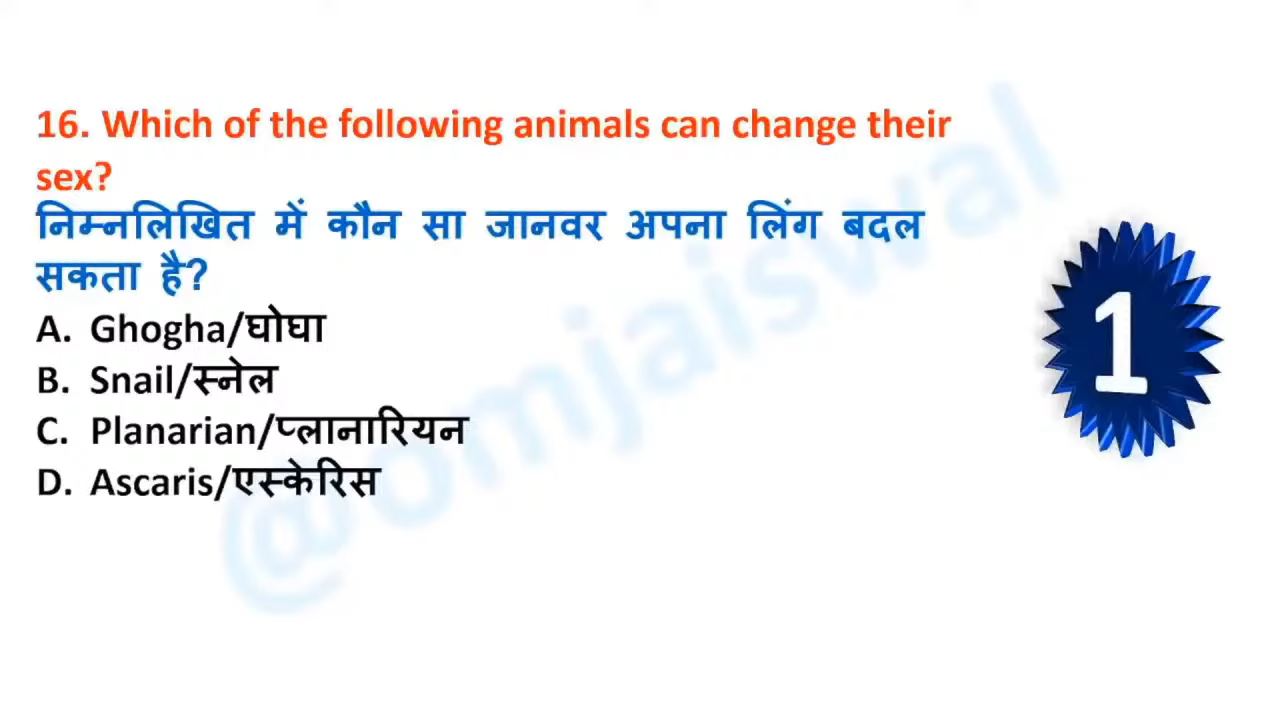 16. Which of the following animals can change their
sex?
निम्नलिखित में कौन सा जानवर अपना लिंग बदल
सकता है?
A. Ghogha/घोघा
B. Snail/स्नेल
C. Planarian/प्लानारियन
D. Ascaris/एस्केरिस
1
@omjaiswal